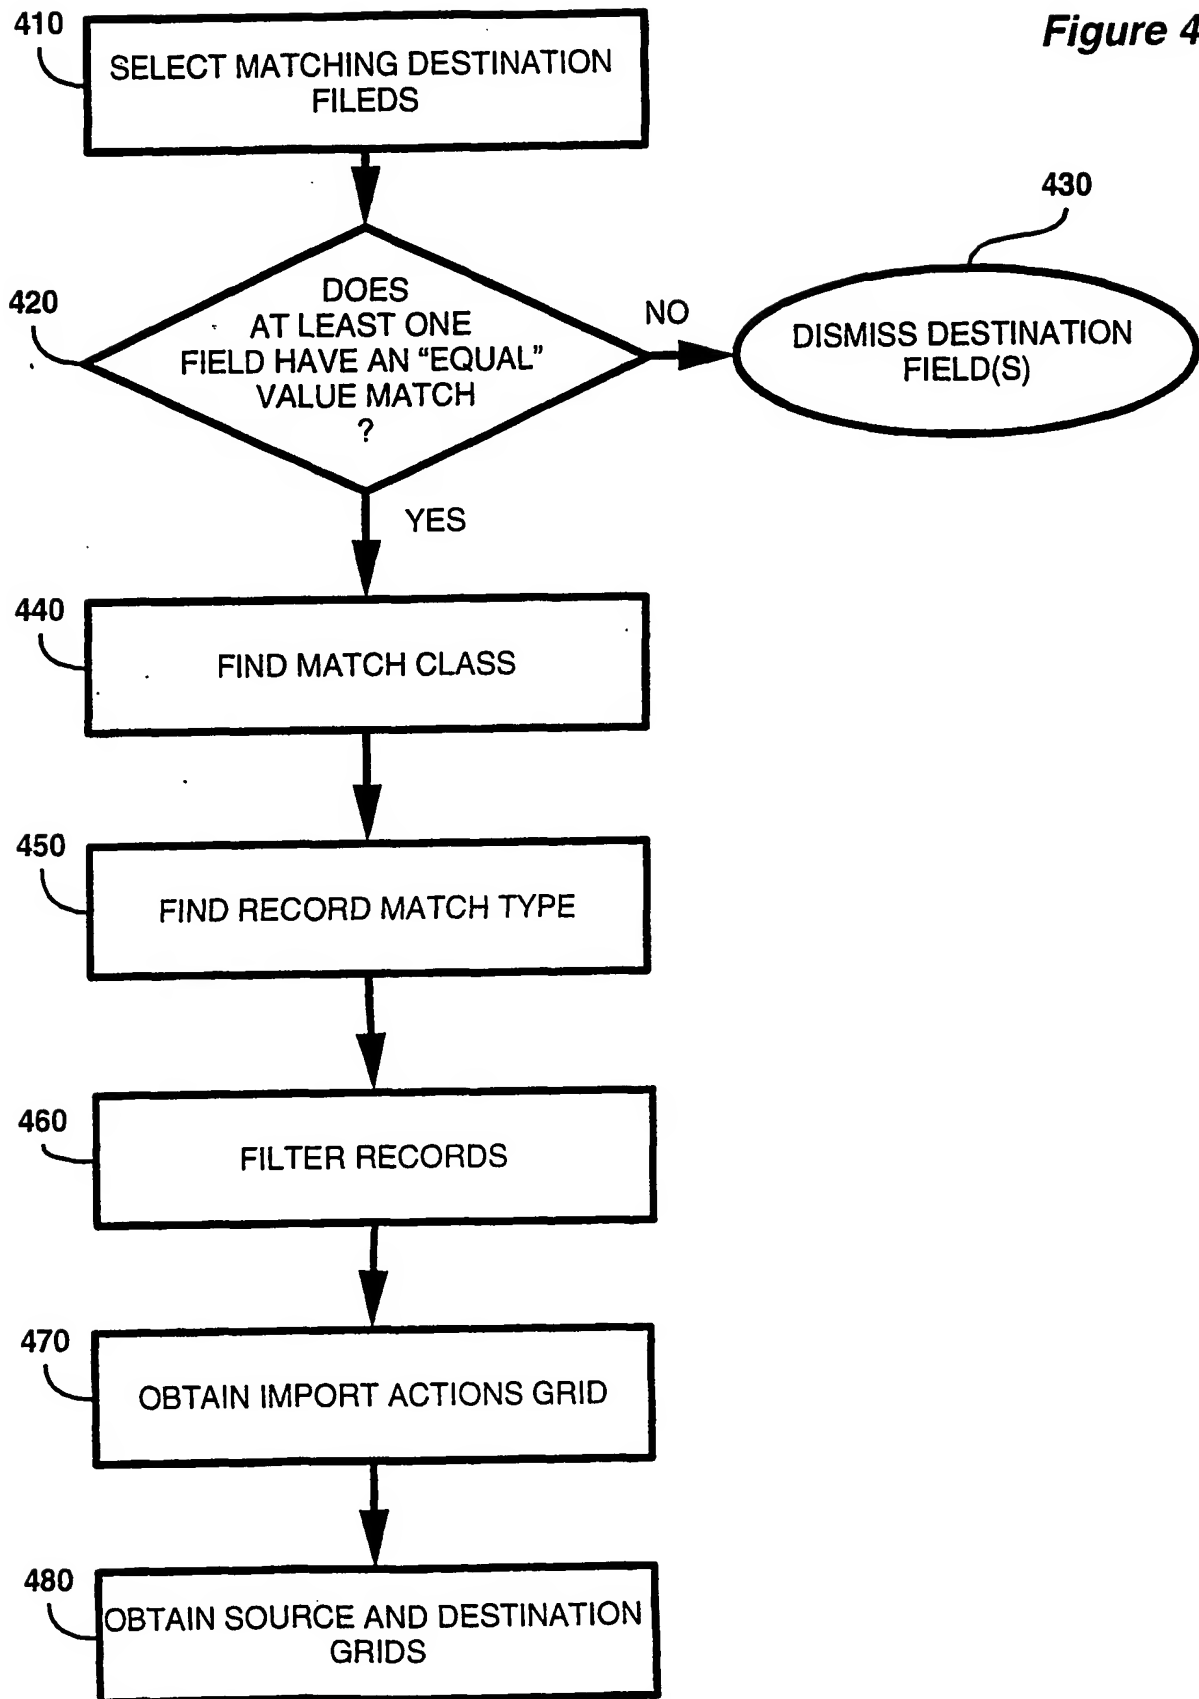 Figure 4
410
SELECT MATCHING DESTINATION
FILEDS
420
DOES
AT LEAST ONE
FIELD HAVE AN “EQUAL”
VALUE MATCH
?
NO
430
DISMISS DESTINATION
FIELD(S)
YES
440
FIND MATCH CLASS
450
FIND RECORD MATCH TYPE
460
FILTER RECORDS
470
OBTAIN IMPORT ACTIONS GRID
480
OBTAIN SOURCE AND DESTINATION
GRIDS